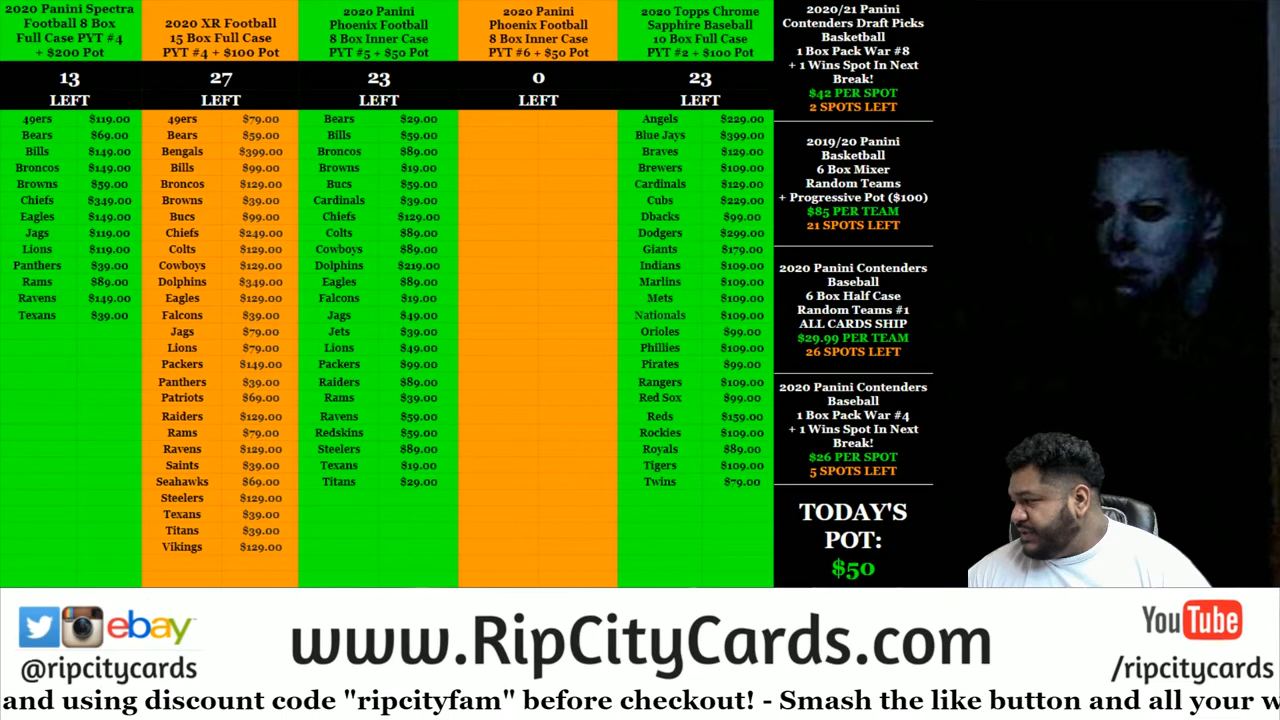 2020 Panini Spectra
Football 8 Box
Full Case PYT #4
+ $200 Pot
13
LEFT
49ers $119.00
Bears $69.00
Bills $149.00
Broncos $149.00
Browns $59.00
Chiefs $349.00
Eagles $149.00
Jags $119.00
Lions $119.00
Panthers $39.00
Rams $89.00
Ravens $149.00
Texans $39.00
2020 XR Football
15 Box Full Case
PYT #4 + $100 Pot
27
LEFT
49ers $79.00
Bears $59.00
Bengals $399.00
Bills $99.00
Broncos $129.00
Browns $39.00
Bucs $99.00
Chiefs $249.00
Colts $129.00
Cowboys $129.00
Dolphins $349.00
Eagles $129.00
Falcons $39.00
Jags $79.00
Lions $79.00
Packers $149.00
Panthers $39.00
Patriots $69.00
Raiders $129.00
Rams $79.00
Ravens $129.00
Saints $39.00
Seahawks $69.00
Steelers $129.00
Texans $39.00
Titans $39.00
Vikings $129.00
2020 Panini
Phoenix Football
8 Box Inner Case
PYT #5 + $50 Pot
23
LEFT
Bears $29.00
Bills $59.00
Broncos $89.00
Browns $19.00
Bucs $59.00
Cardinals $39.00
Chiefs $129.00
Colts $89.00
Cowboys $89.00
Dolphins $219.00
Eagles $89.00
Falcons $19.00
Jags $49.00
Jets $39.00
Lions $49.00
Packers $99.00
Raiders $89.00
Rams $39.00
Ravens $59.00
Redskins $59.00
Steelers $89.00
Texans $19.00
Titans $29.00
2020 Panini
Phoenix Football
8 Box Inner Case
PYT #6 + $50 Pot
0
LEFT
2020 Topps Chrome
Sapphire Baseball
10 Box Full Case
PYT #2 + $100 Pot
23
LEFT
Angels $229.00
Blue Jays $399.00
Braves $129.00
Brewers $109.00
Cardinals $129.00
Cubs $229.00
Dbacks $99.00
Dodgers $299.00
Giants $179.00
Indians $109.00
Marlins $109.00
Mets $109.00
Nationals $109.00
Orioles $99.00
Phillies $109.00
Pirates $99.00
Rangers $109.00
Red Sox $99.00
Reds $159.00
Rockies $109.00
Royals $89.00
Tigers $109.00
Twins $79.00
2020/21 Panini
Contenders Draft Picks
Basketball
1 Box Pack War #8
+ 1 Wins Spot In Next
Break!
$42 PER SPOT
2 SPOTS LEFT
2019/20 Panini
Basketball
6 Box Mixer
Random Teams
+ Progressive Pot ($100)
$85 PER TEAM
21 SPOTS LEFT
2020 Panini Contenders
Baseball
6 Box Half Case
Random Teams #1
ALL CARDS SHIP
$29.99 PER TEAM
26 SPOTS LEFT
2020 Panini Contenders
Baseball
1 Box Pack War #4
+ 1 Wins Spot In Next
Break!
$26 PER SPOT
5 SPOTS LEFT
TODAY'S
POT:
$50
ebay
@ripcitycards
www.RipCityCards.com
YouTube
/ripcitycards
and using discount code "ripcityfam" before checkout! - Smash the like button and all your w